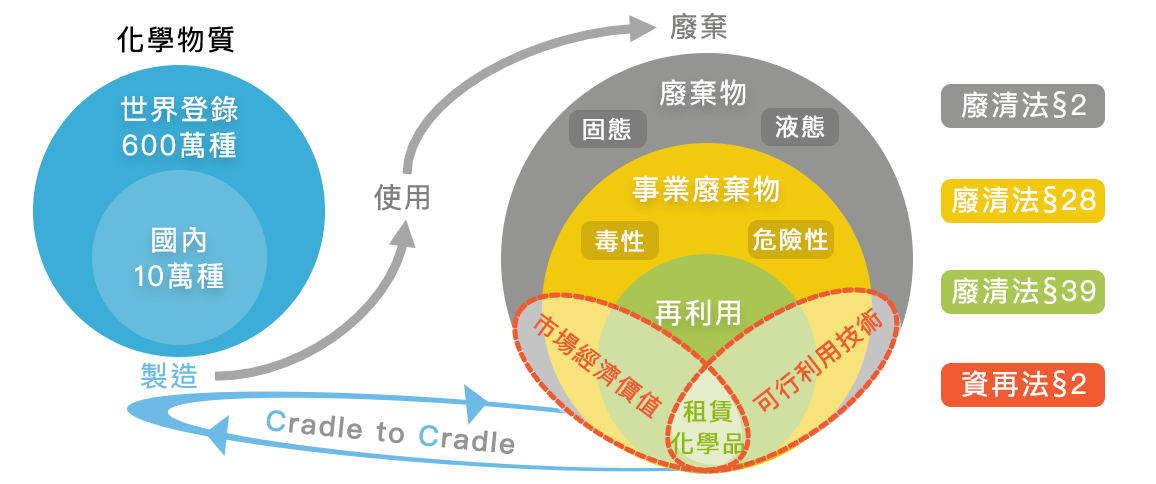 化學物質
世界登錄
600萬種
國內
10萬種
製造
使用
廢棄
廢棄物
固態
液態
事業廢棄物
毒性
危險性
再利用
市場經濟價值
可行利用技術
租賃
化學品
Cradle to Cradle
廢清法§2
廢清法§28
廢清法§39
資再法§2